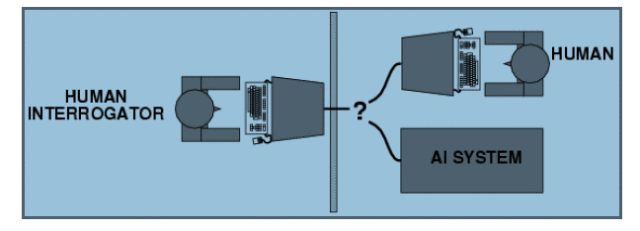 HUMAN
INTERROGATOR
?
HUMAN
AI SYSTEM